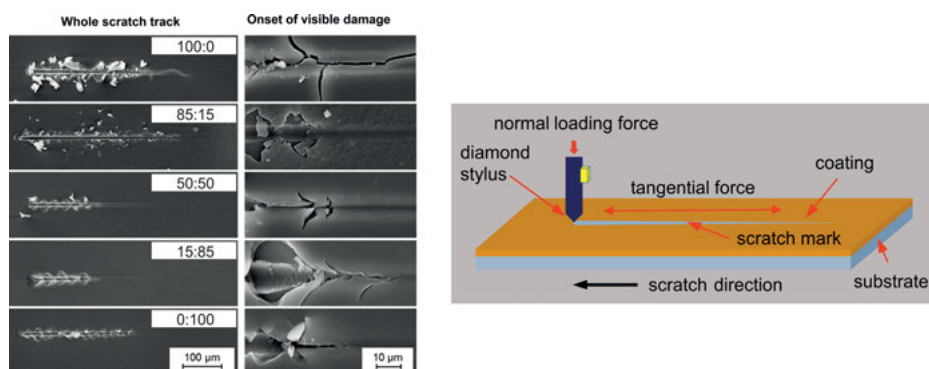 Whole scratch track
Onset of visible damage
100:0
85:15
50:50
15:85
0:100
100 µm
10 µm
normal loading force
diamond
stylus
tangential force
coating
scratch mark
scratch direction
substrate